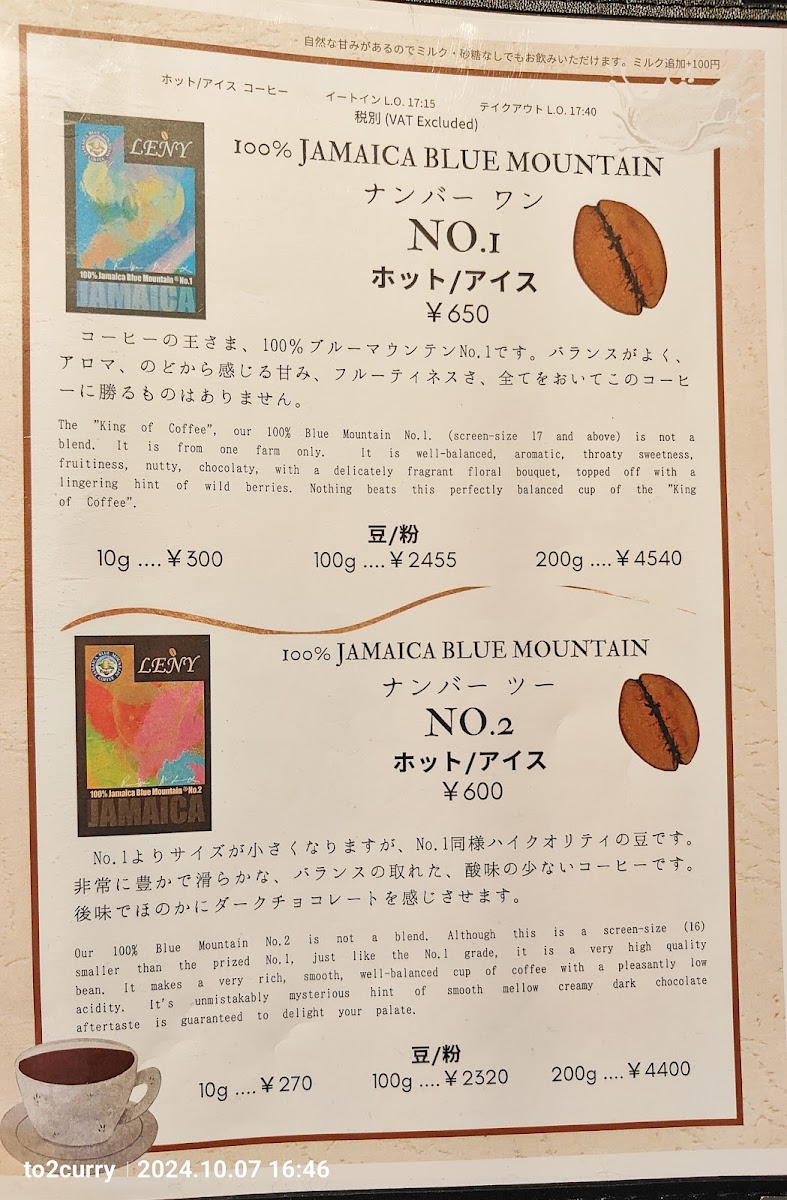 自然な甘みがあるのでミルク・砂糖なしでもお飲みいただけます。ミルク追加+100円
ホット/アイス コーヒー
イートイン L.O. 17:15
テイクアウト L.O. 17:40
税別 (VAT Excluded)
LENY
100% Jamaica Blue Mountain ® No.1
JAMAICA
100% JAMAICA BLUE MOUNTAIN
ナンバー ワン
NO.1
ホット/アイス
￥650
コーヒーの王さま、100%ブルーマウンテンNo.1です。バランスがよく、
アロマ、のどから感じる甘み、フルーティネスさ、全てをおいてこのコーヒ
ーに勝るものはありません。
The "King of Coffee", our 100% Blue Mountain No.1. (screen-size 17 and above) is not a
blend. It is from one farm only. It is well-balanced, aromatic, throaty sweetness,
fruitiness, nutty, chocolaty, with a delicately fragrant floral bouquet, topped off with a
lingering hint of wild berries. Nothing beats this perfectly balanced cup of the "King
of Coffee".
豆/粉
10g ....￥300 100g ....￥2455 200g ....￥4540
LENY
100% Jamaica Blue Mountain ® No.2
JAMAICA
100% JAMAICA BLUE MOUNTAIN
ナンバー ツー
NO.2
ホット/アイス
￥600
No.1よりサイズが小さくなりますが、No.1同様ハイクオリティの豆です。
非常に豊かで滑らかな、バランスの取れた、酸味の少ないコーヒーです。
後味でほのかにダークチョコレートを感じさせます。
Our 100% Blue Mountain No.2 is not a blend. Although this is a screen-size (16)
smaller than the prized No.1, just like the No.1 grade, it is a very high quality
bean. It makes a very rich, smooth, well-balanced cup of coffee with a pleasantly low
acidity. It's unmistakably mysterious hint of smooth mellow creamy dark chocolate
aftertaste is guaranteed to delight your palate.
豆/粉
10g ....￥270 100g ....￥2320 200g ....￥4400
to2curry | 2024.10.07 16:46